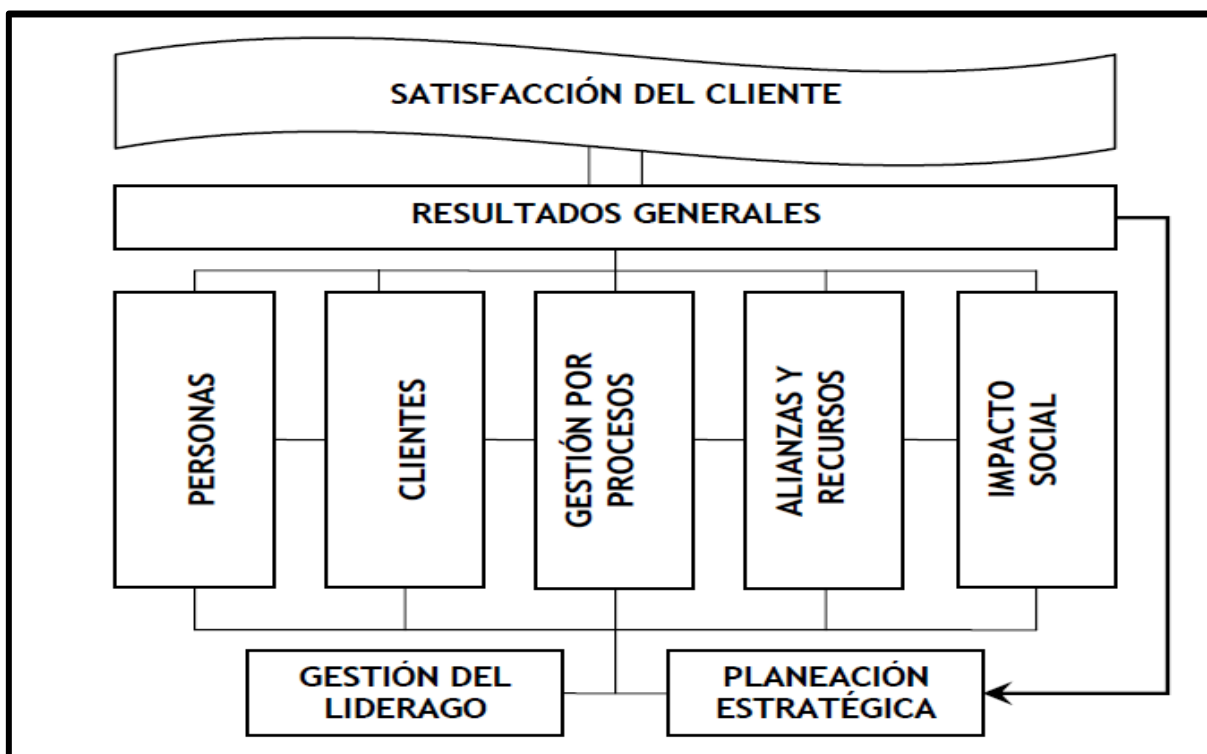 SATISFACCIÓN DEL CLIENTE
RESULTADOS GENERALES
PERSONAS
CLIENTES
GESTIÓN POR
PROCESOS
ALIANZAS Y
RECURSOS
IMPACTO
SOCIAL
GESTIÓN DEL
LIDERAGO
PLANEACIÓN
ESTRATÉGICA